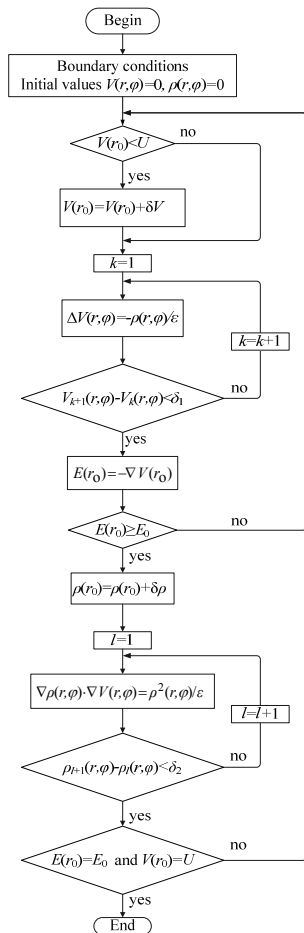 Begin
Boundary conditions
Initial values V(r,φ)=0, ρ(r,φ)=0
V(r₀)<U
no
yes
V(r₀)=V(r₀)+δV
k=1
ΔV(r,φ)=-ρ(r,φ)/ε
k=k+1
Vₖ₊₁(r,φ)-Vₖ(r,φ)<δ₁
no
yes
E(r₀)=−∇V(r₀)
E(r₀)≥E₀
no
yes
ρ(r₀)=ρ(r₀)+δρ
l=1
∇ρ(r,φ)·∇V(r,φ)=ρ²(r,φ)/ε
l=l+1
ρₗ₊₁(r,φ)-ρₗ(r,φ)<δ₂
no
yes
E(r₀)=E₀ and V(r₀)=U
no
yes
End